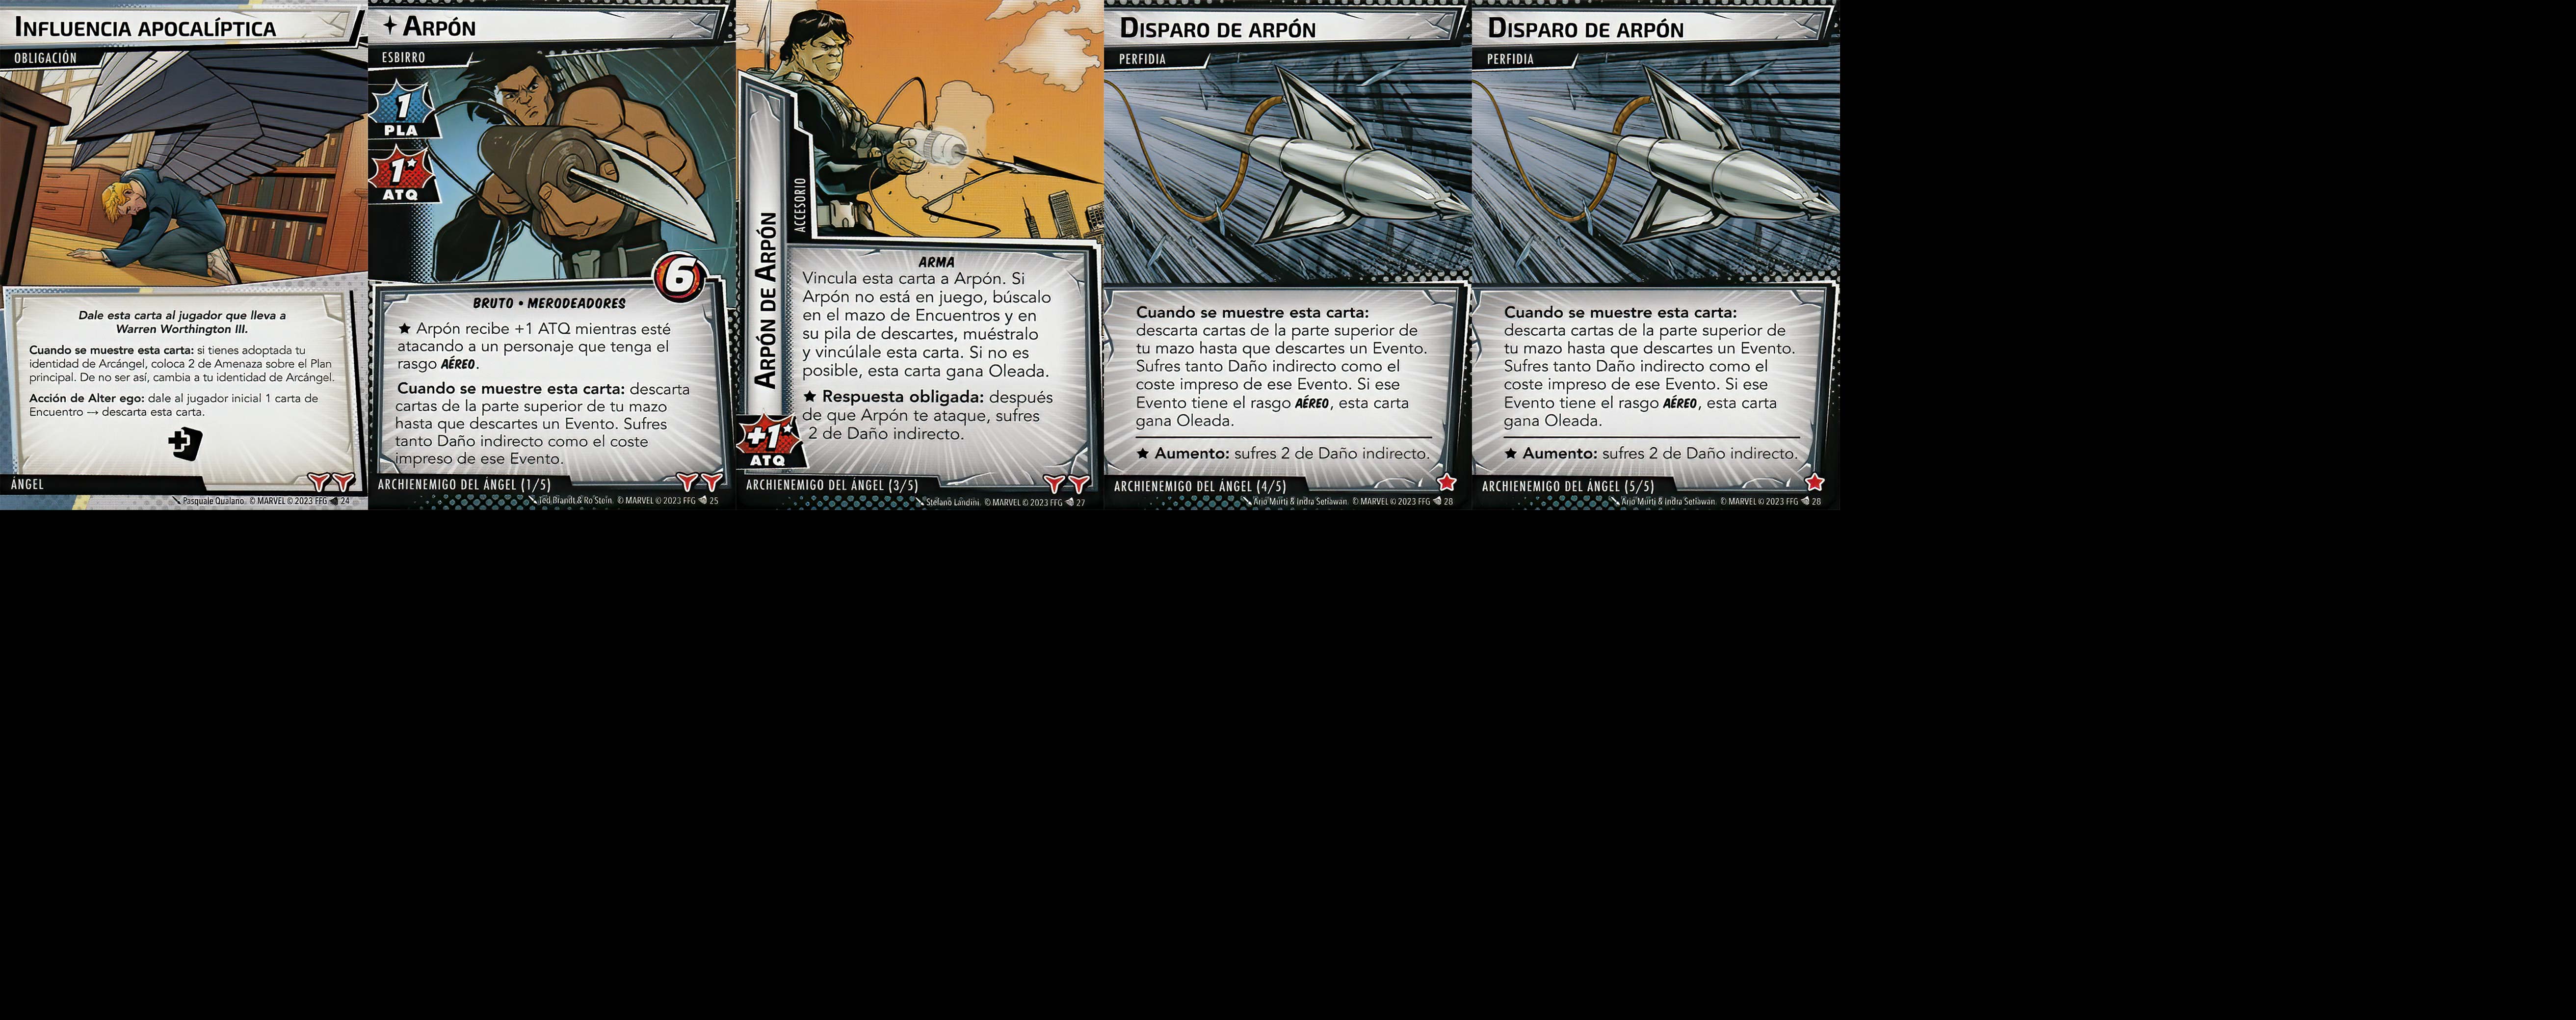 INFLUENCIA APOCALÍPTICA
OBLIGACIÓN
Dale esta carta al jugador que lleva a
Warren Worthington III.
Cuando se muestre esta carta: si tienes adoptada tu
identidad de Arcángel, coloca 2 de Amenaza sobre el Plan
principal. De no ser así, cambia a tu identidad de Arcángel.
Acción de Alter ego: dale al jugador inicial 1 carta de
Encuentro → descarta esta carta.
ÁNGEL
Pasquale Qualano. © MARVEL © 2023 FFG 24
ARPÓN
ESBIRRO
1
PLA
1
ATQ
6
BRUTO • MERODEADORES
★ Arpón recibe +1 ATQ mientras esté
atacando a un personaje que tenga el
rasgo AÉREO.
Cuando se muestre esta carta: descarta
cartas de la parte superior de tu mazo
hasta que descartes un Evento. Sufres
tanto Daño indirecto como el coste
impreso de ese Evento.
ARCHIENEMIGO DEL ÁNGEL (1/5)
Ted Brandt & Ro Stein. © MARVEL © 2023 FFG 25
ARPÓN DE ARPÓN
ACCESORIO
ARMA
Vincula esta carta a Arpón. Si
Arpón no está en juego, búscalo
en el mazo de Encuentros y en
su pila de descartes, muéstralo
y vincúlale esta carta. Si no es
posible, esta carta gana Oleada.
★ Respuesta obligada: después
de que Arpón te ataque, sufres
2 de Daño indirecto.
+1
ATQ
ARCHIENEMIGO DEL ÁNGEL (3/5)
Stefano Landini. © MARVEL © 2023 FFG 27
DISPARO DE ARPÓN
PERFIDIA
Cuando se muestre esta carta:
descarta cartas de la parte superior de
tu mazo hasta que descartes un Evento.
Sufres tanto Daño indirecto como el
coste impreso de ese Evento. Si ese
Evento tiene el rasgo AÉREO, esta carta
gana Oleada.
★ Aumento: sufres 2 de Daño indirecto.
ARCHIENEMIGO DEL ÁNGEL (4/5)
Ario Murti & Indra Setiawan. © MARVEL © 2023 FFG 28
DISPARO DE ARPÓN
PERFIDIA
Cuando se muestre esta carta:
descarta cartas de la parte superior de
tu mazo hasta que descartes un Evento.
Sufres tanto Daño indirecto como el
coste impreso de ese Evento. Si ese
Evento tiene el rasgo AÉREO, esta carta
gana Oleada.
★ Aumento: sufres 2 de Daño indirecto.
ARCHIENEMIGO DEL ÁNGEL (5/5)
Ario Murti & Indra Setiawan. © MARVEL © 2023 FFG 28